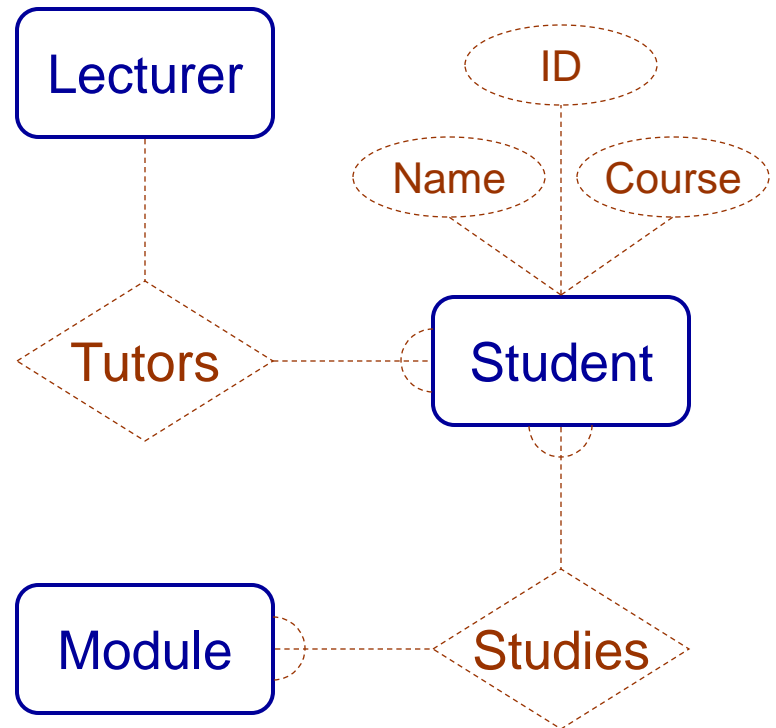 Lecturer
ID
Name
Course
Tutors
Student
Module
Studies